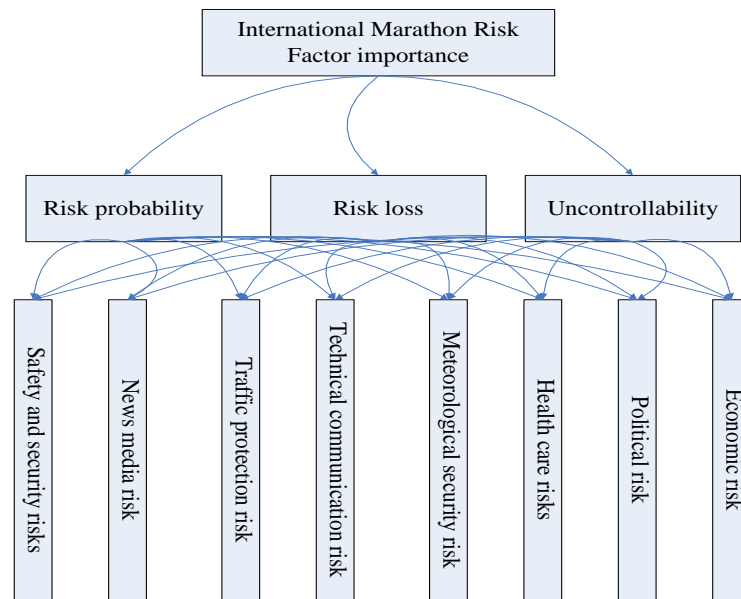 International Marathon Risk
Factor importance
Risk probability
Risk loss
Uncontrollability
Safety and security risks
News media risk
Traffic protection risk
Technical communication risk
Meteorological security risk
Health care risks
Political risk
Economic risk